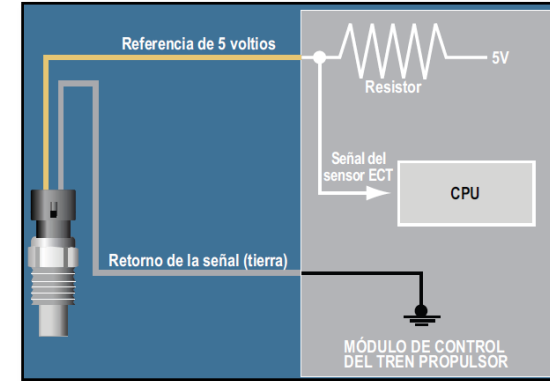 Referencia de 5 voltios
5V
Resistor
Señal del
sensor ECT
CPU
Retorno de la señal (tierra)
MÓDULO DE CONTROL
DEL TREN PROPULSOR